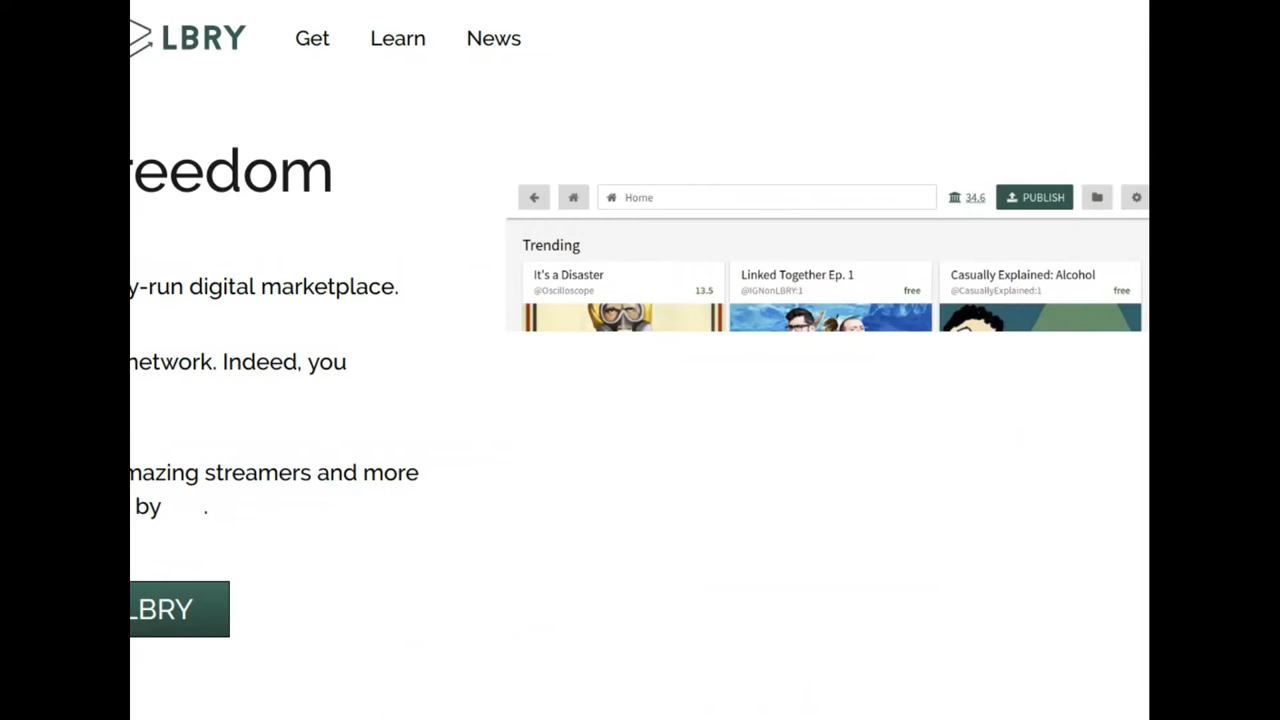 LBRY Get Learn News
reedom
y-run digital marketplace.
network. Indeed, you
mazing streamers and more
by .
LBRY
Home 34.6 PUBLISH
Trending
It's a Disaster
@Oscilloscope 13.5
Linked Together Ep. 1
@IGNonLBRY:1 free
Casually Explained: Alcohol
@CasuallyExplained:1 free